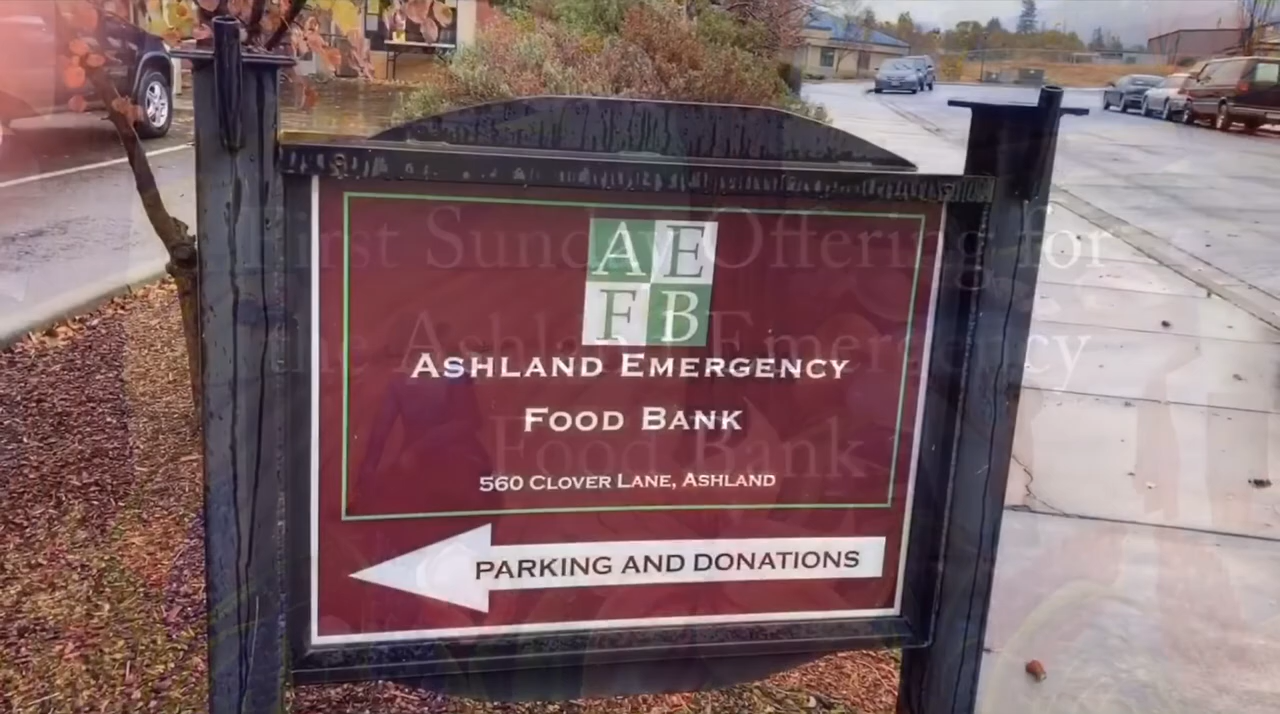 First Sunday Offering for
the Ashland Emergency
Food Bank
AE
FB
ASHLAND EMERGENCY
FOOD BANK
560 CLOVER LANE, ASHLAND
PARKING AND DONATIONS